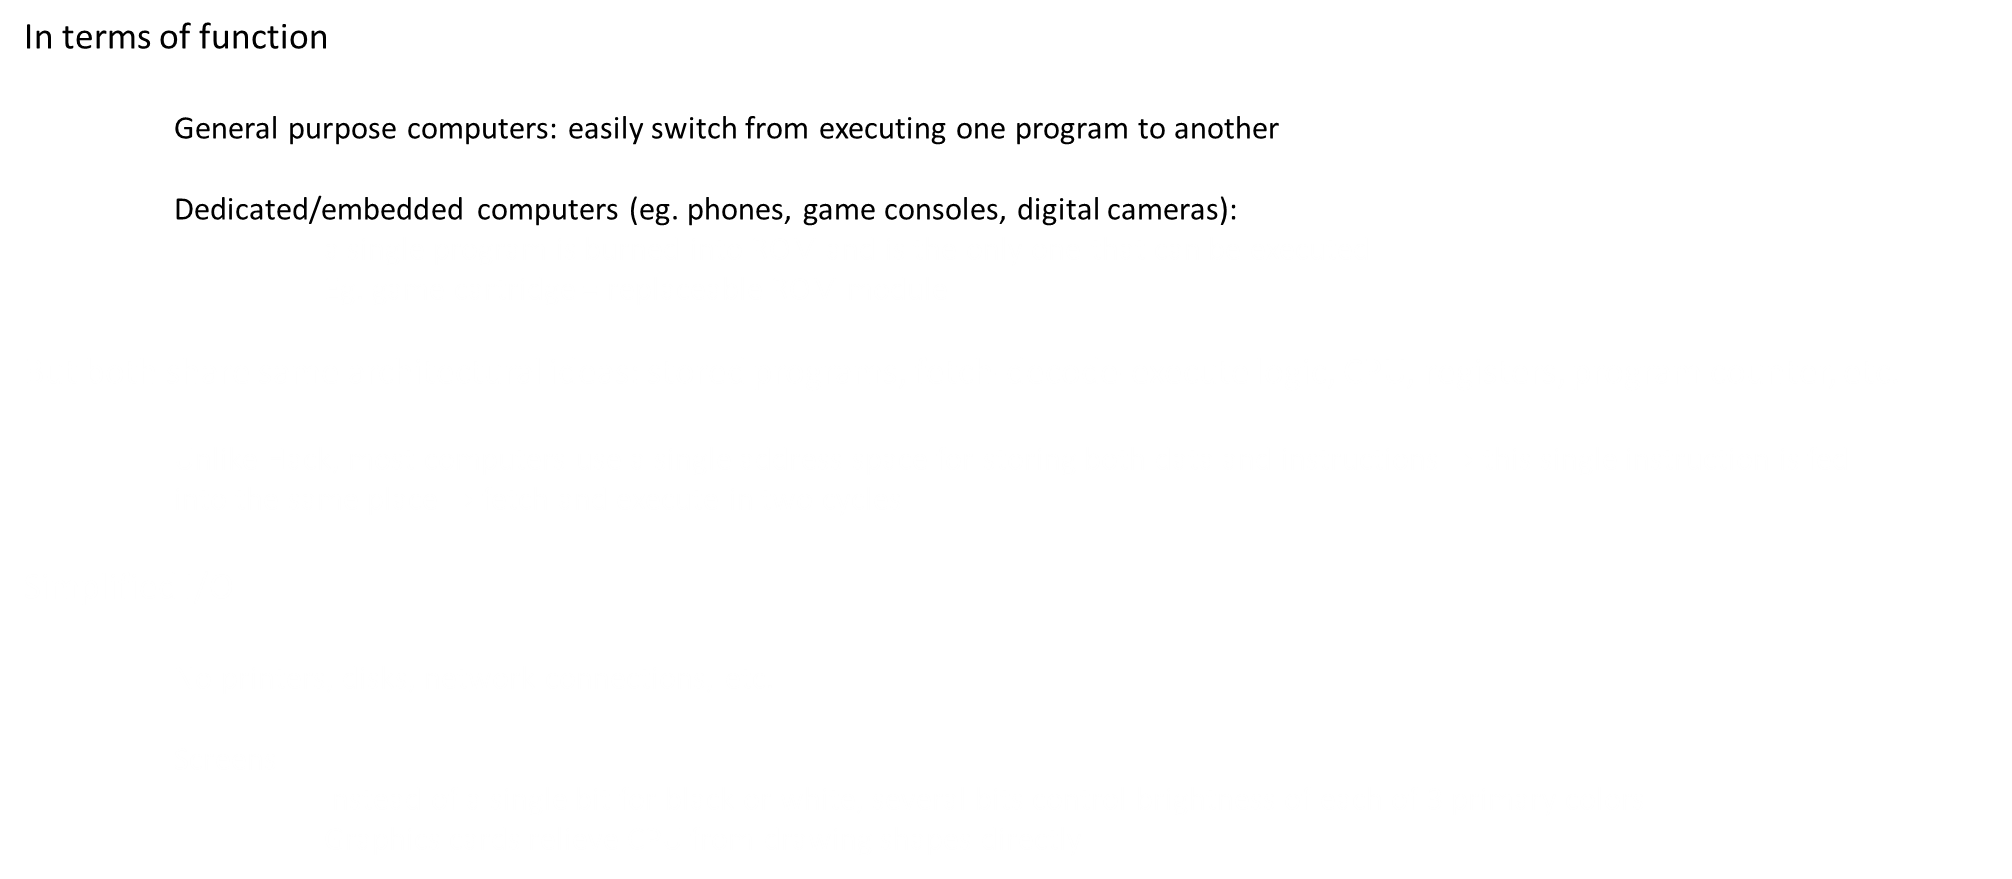 In terms of function
General purpose computers: easily switch from executing one program to another
Dedicated/embedded computers (eg. phones, game consoles, digital cameras):